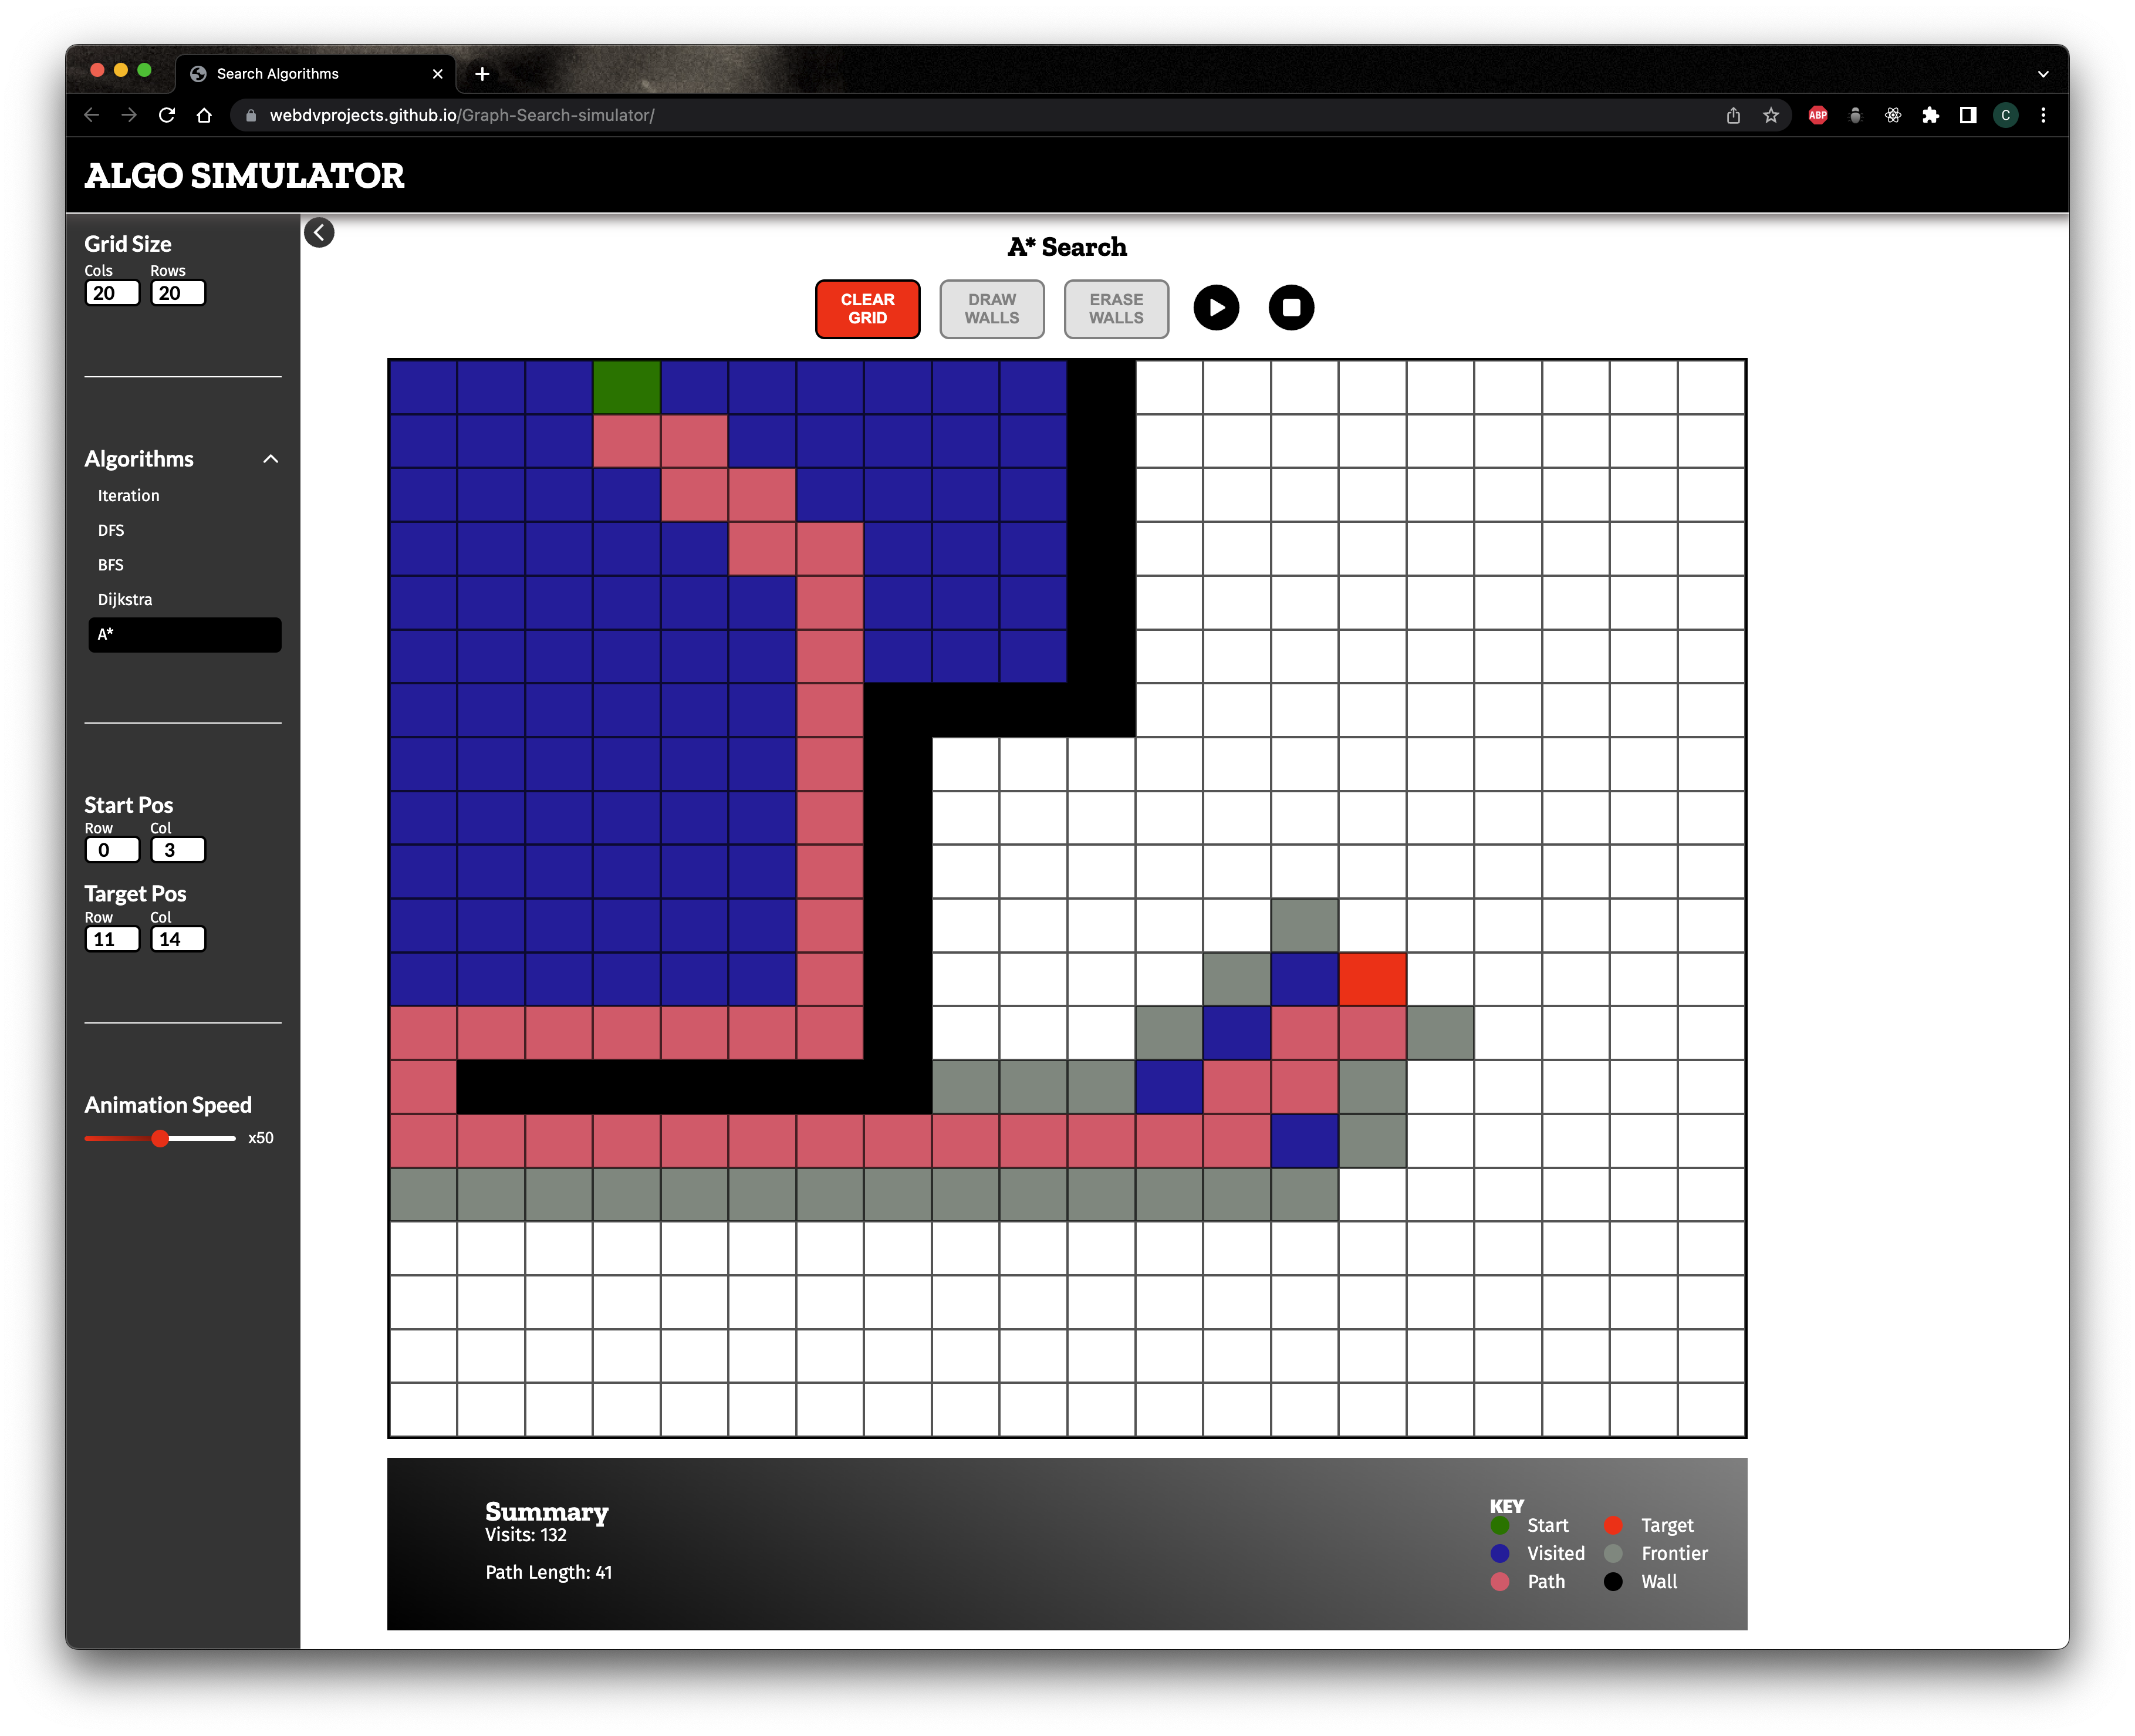 Search Algorithms
webdvprojects.github.io/Graph-Search-simulator/
ABP
C
ALGO SIMULATOR
Grid Size
Cols Rows
20 20
Algorithms
Iteration
DFS
BFS
Dijkstra
A*
Start Pos
Row Col
0 3
Target Pos
Row Col
11 14
Animation Speed
x50
A* Search
CLEAR
GRID
DRAW
WALLS
ERASE
WALLS
Summary
Visits: 132
Path Length: 41
KEY
Start Target
Visited Frontier
Path Wall